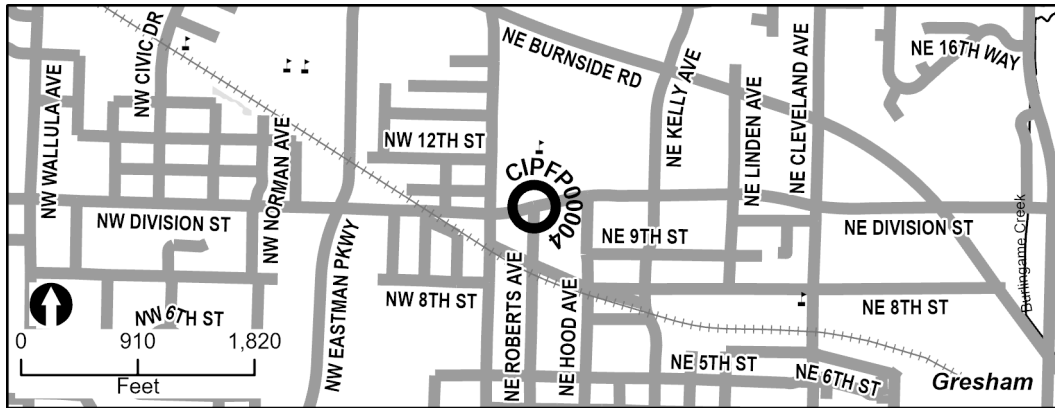 NE BURNSIDE RD
NE 16TH WAY
NW WALLULA AVE
NW CIVIC DR
NW NORMAN AVE
NW 12TH ST
CIPFP00004
NE KELLY AVE
NE LINDEN AVE
NE CLEVELAND AVE
NW DIVISION ST
NE DIVISION ST
NE 9TH ST
NW EASTMAN PKWY
NE ROBERTS AVE
NE HOOD AVE
Burlingame Creek
NW 6TH ST
NW 8TH ST
NE 8TH ST
0 910 1,820
Feet
NE 5TH ST
NE 6TH ST
Gresham